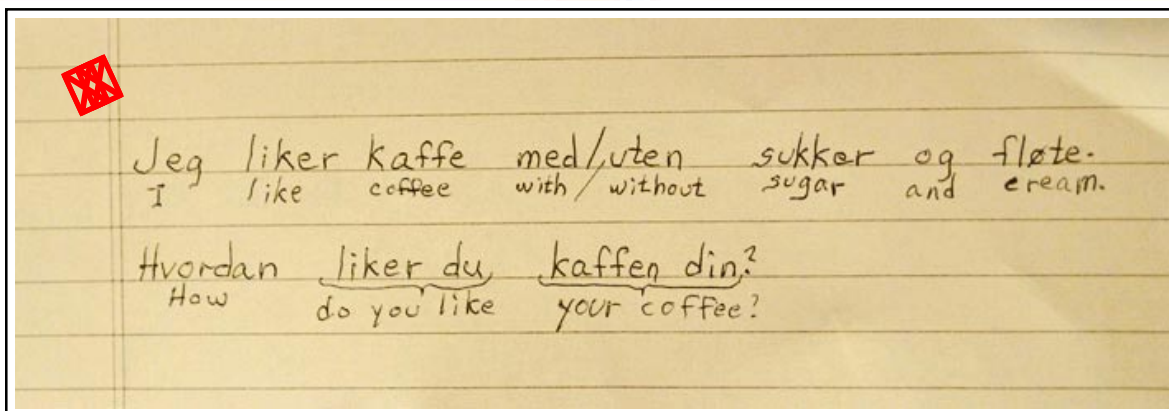 Jeg liker kaffe med/uten sukker og fløte.
I like coffee with/without sugar and cream.
Hvordan liker du kaffen din?
How do you like your coffee?